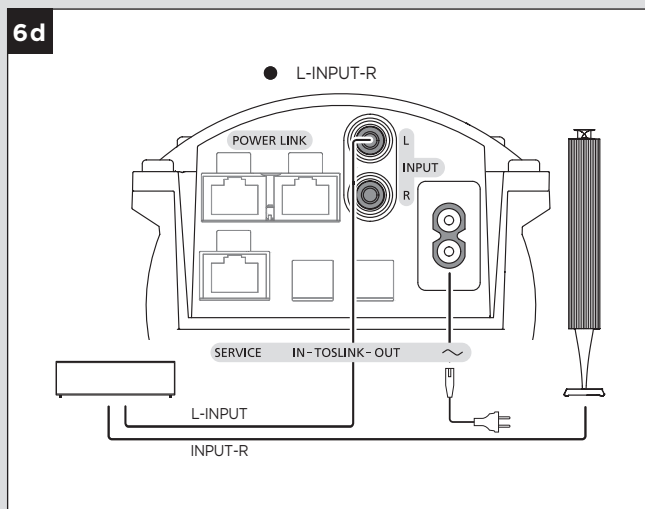 6d
● L-INPUT-R
POWER LINK
L
INPUT
R
SERVICE IN-TOSLINK-OUT ~
L-INPUT
INPUT-R